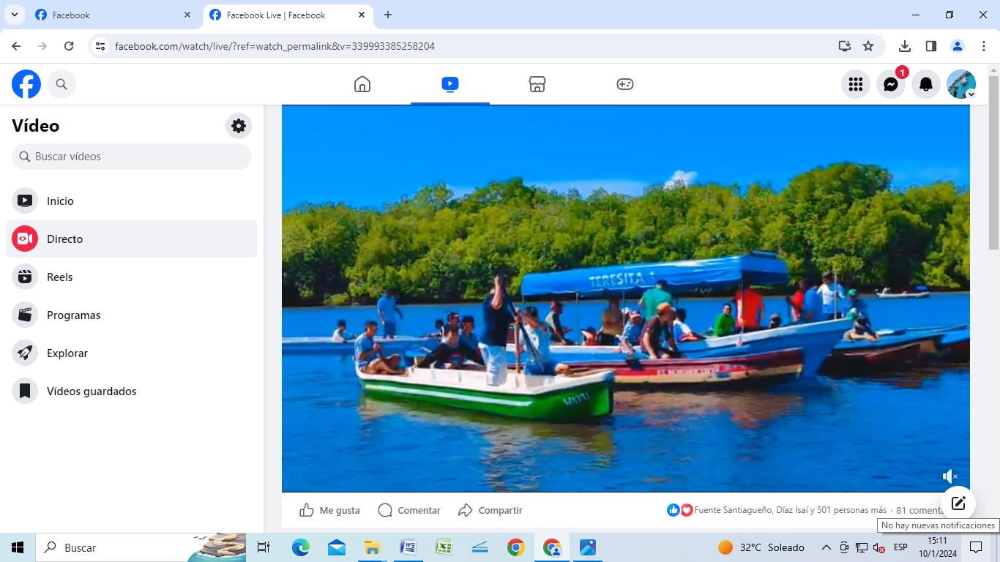 Facebook
Facebook Live | Facebook
facebook.com/watch/live/?ref=watch_permalink&v=339993385258204
1
Vídeo
Buscar vídeos
Inicio
Directo
Reels
Programas
Explorar
Vídeos guardados
TERESITA 1
Me gusta
Comentar
Compartir
Fuente Santiagueño, Díaz Isaí y 501 personas más · 81 comenta
No hay nuevas notificaciones
Buscar
32°C Soleado
ESP
15:11
10/1/2024